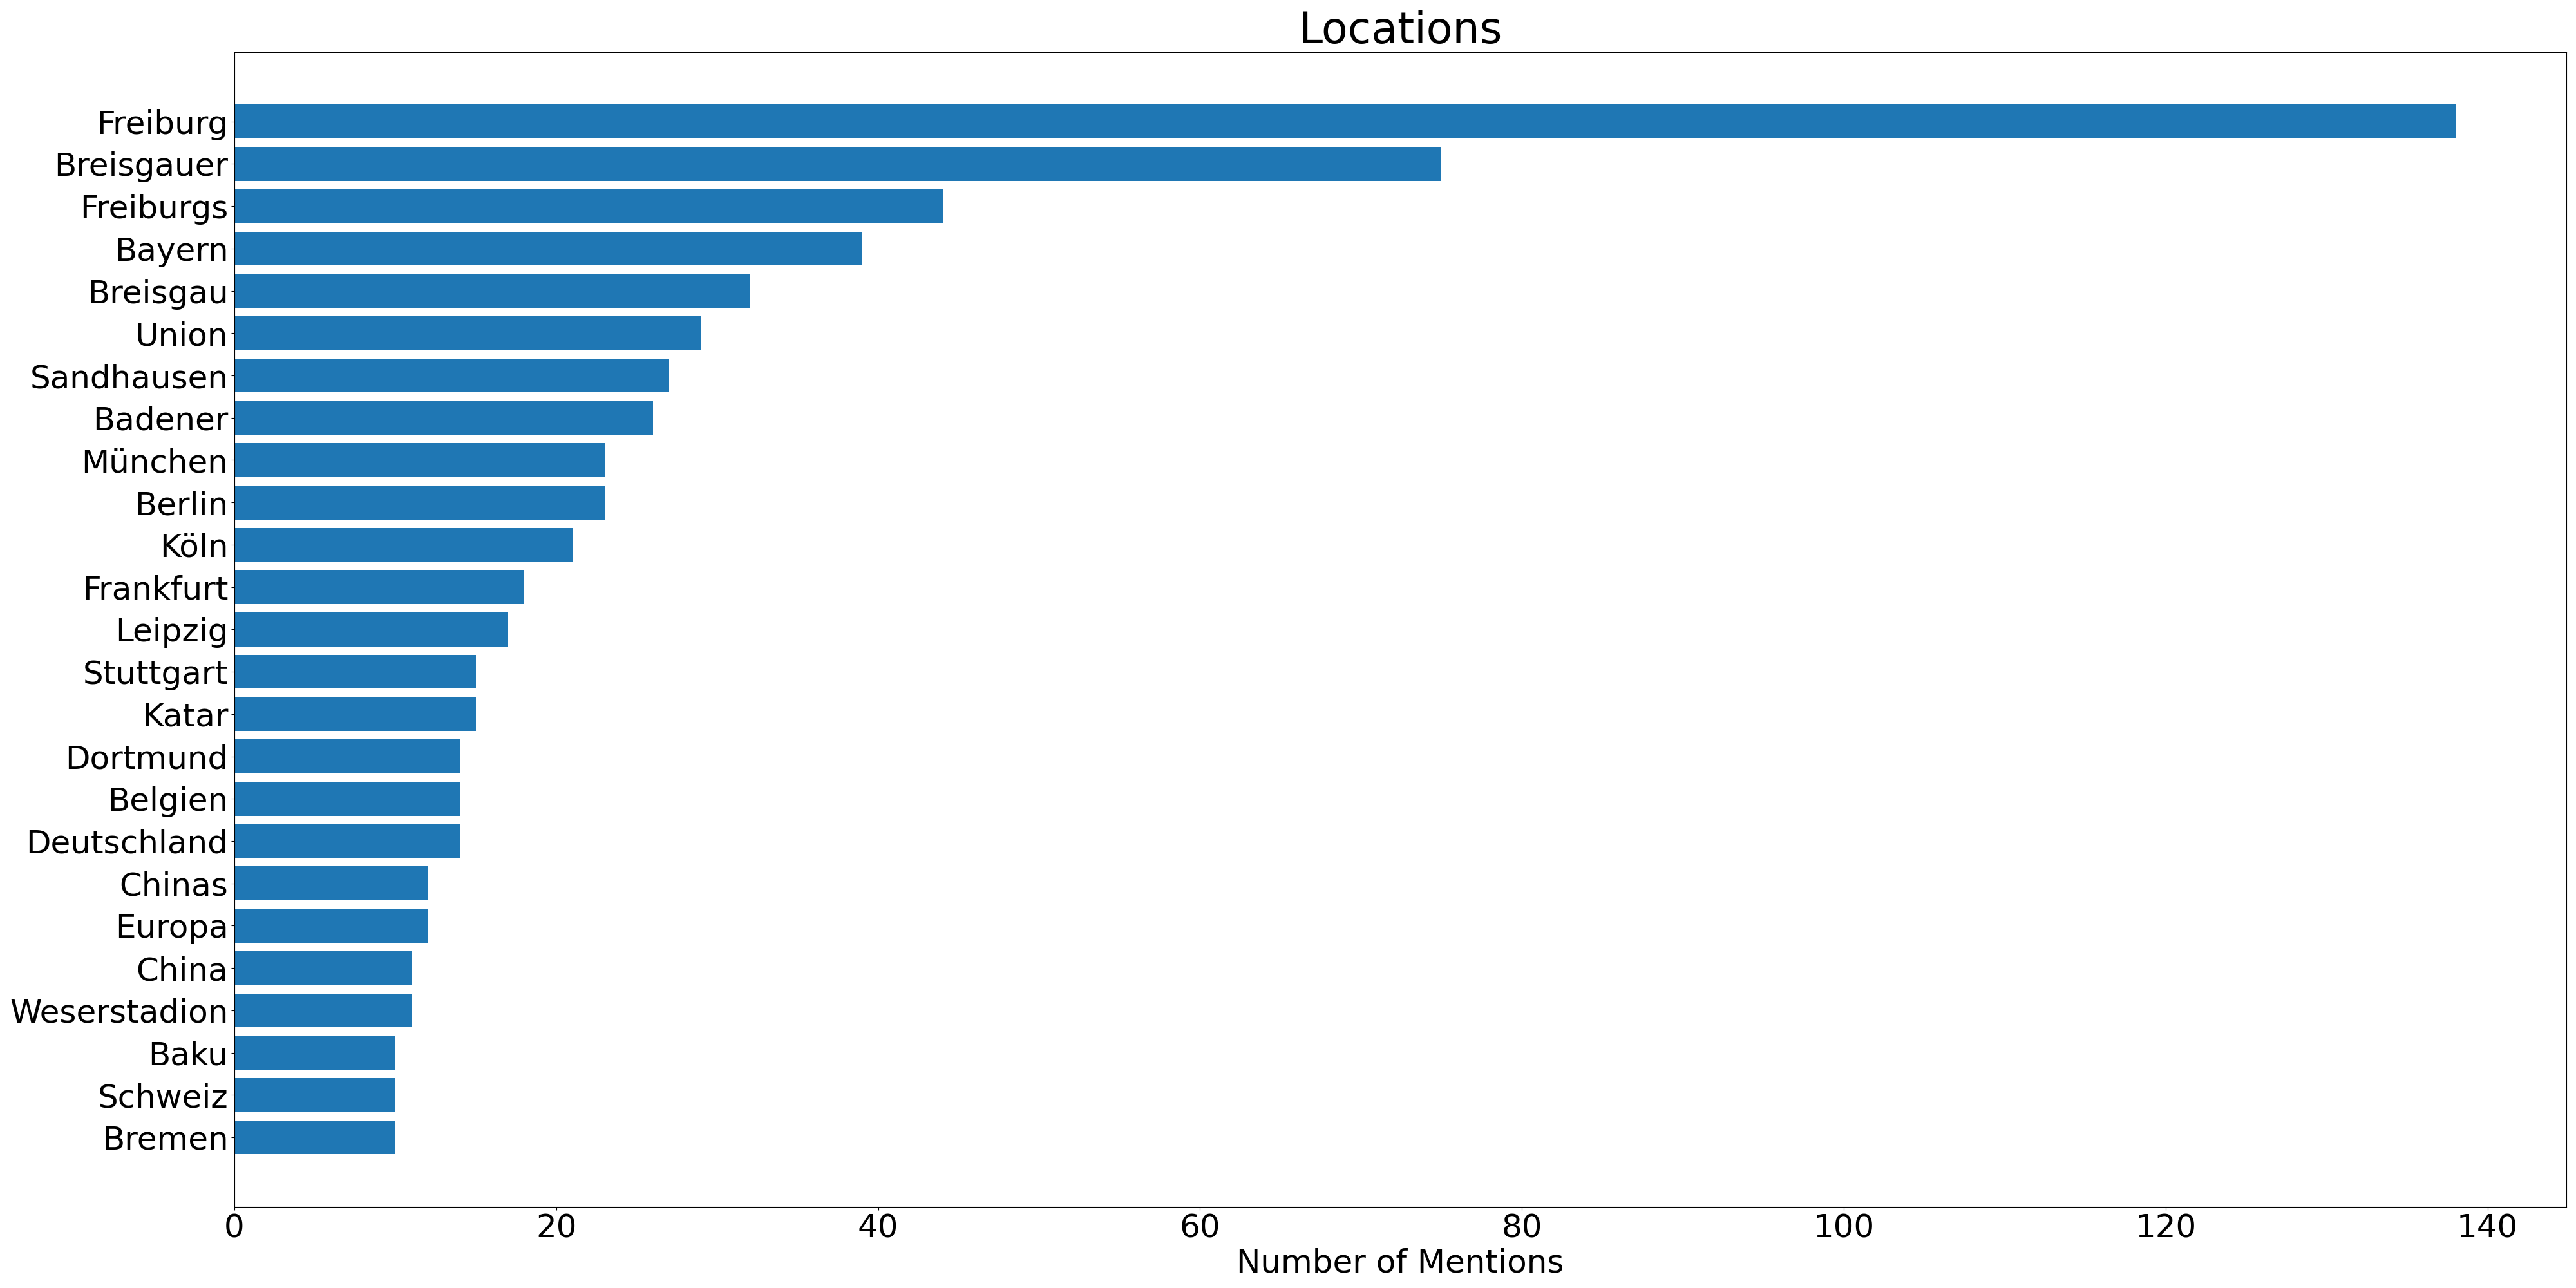 Locations
Freiburg
Breisgauer
Freiburgs
Bayern
Breisgau
Union
Sandhausen
Badener
München
Berlin
Köln
Frankfurt
Leipzig
Stuttgart
Katar
Dortmund
Belgien
Deutschland
Chinas
Europa
China
Weserstadion
Baku
Schweiz
Bremen
0 20 40 60 80 100 120 140
Number of Mentions